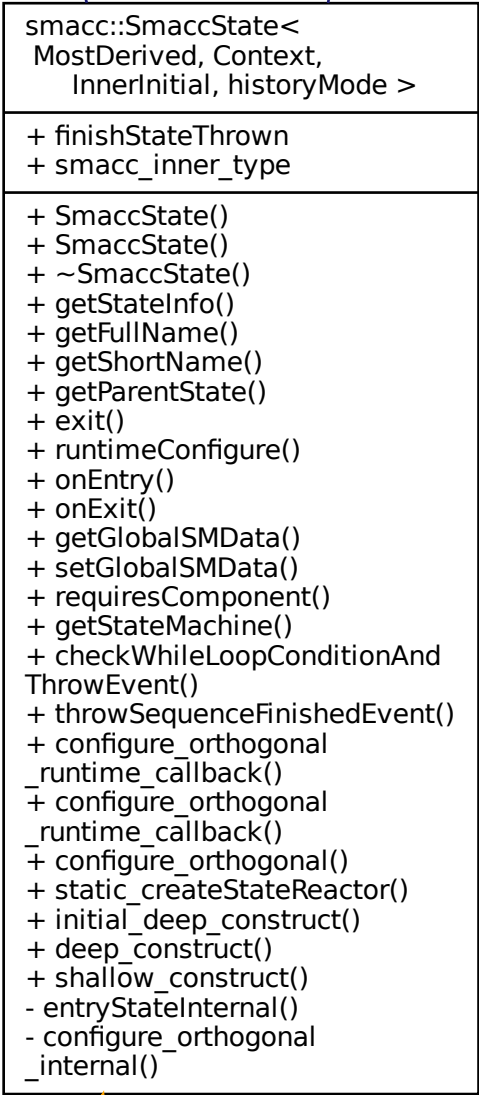 smacc::SmaccState<
MostDerived, Context,
InnerInitial, historyMode >
+ finishStateThrown
+ smacc_inner_type
+ SmaccState()
+ SmaccState()
+ ~SmaccState()
+ getStateInfo()
+ getFullName()
+ getShortName()
+ getParentState()
+ exit()
+ runtimeConfigure()
+ onEntry()
+ onExit()
+ getGlobalSMData()
+ setGlobalSMData()
+ requiresComponent()
+ getStateMachine()
+ checkWhileLoopConditionAnd
ThrowEvent()
+ throwSequenceFinishedEvent()
+ configure_orthogonal
_runtime_callback()
+ configure_orthogonal
_runtime_callback()
+ configure_orthogonal()
+ static_createStateReactor()
+ initial_deep_construct()
+ deep_construct()
+ shallow_construct()
- entryStateInternal()
- configure_orthogonal
_internal()